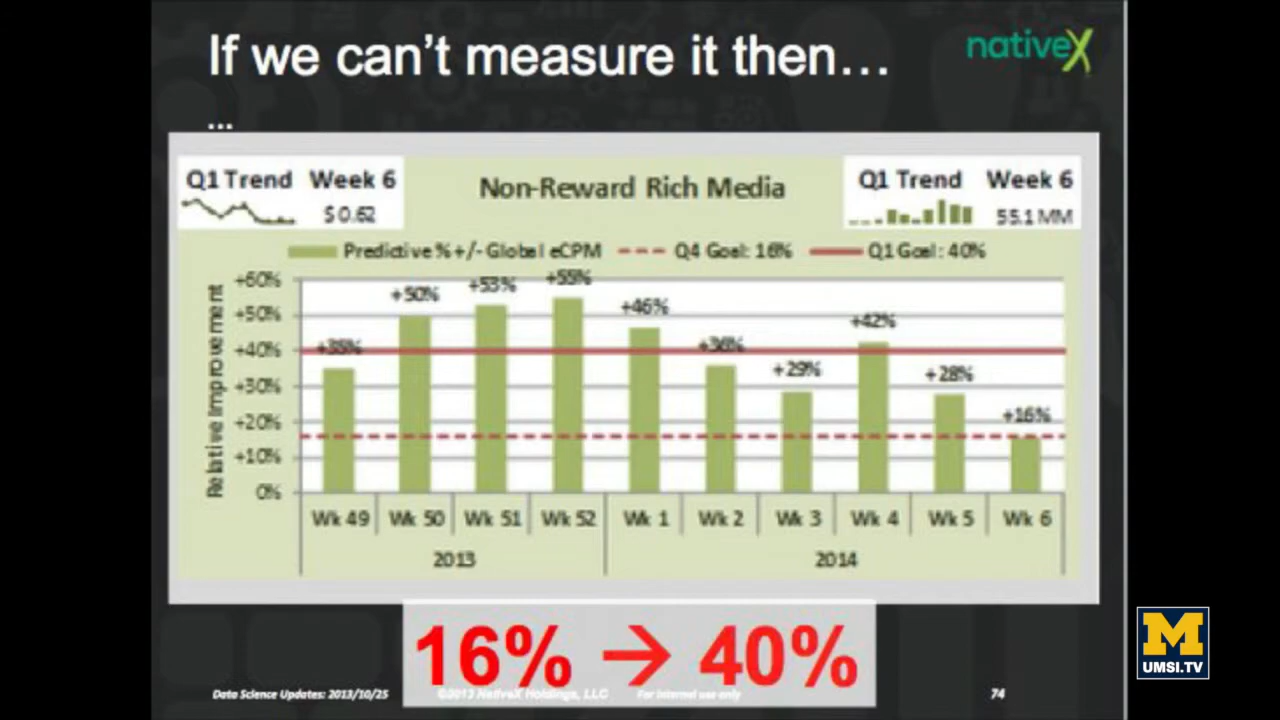 If we can't measure it then…
nativeX
...
Q1 Trend Week 6
$0.62
Non-Reward Rich Media
Q1 Trend Week 6
55.1 MM
Predictive % +/- Global eCPM
Q4 Goal: 16%
Q1 Goal: 40%
Relative Improvement
+60%
+50%
+40%
+30%
+20%
+10%
0%
+35%
+50%
+53%
+55%
+46%
+36%
+29%
+42%
+28%
+16%
Wk 49 Wk 50 Wk 51 Wk 52 Wk 1 Wk 2 Wk 3 Wk 4 Wk 5 Wk 6
2013 2014
16% → 40%
Data Science Updates: 2013/10/25 ©2013 NativeX Holdings, LLC For internal use only 74
M
UMSI.TV